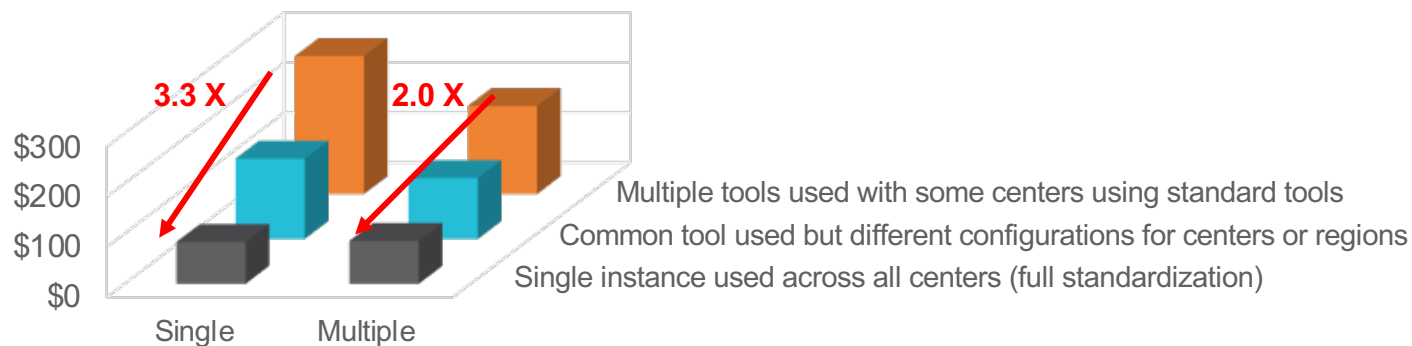 3.3 X
2.0 X
$300
$200
$100
$0
Multiple tools used with some centers using standard tools
Common tool used but different configurations for centers or regions
Single instance used across all centers (full standardization)
Single
Multiple